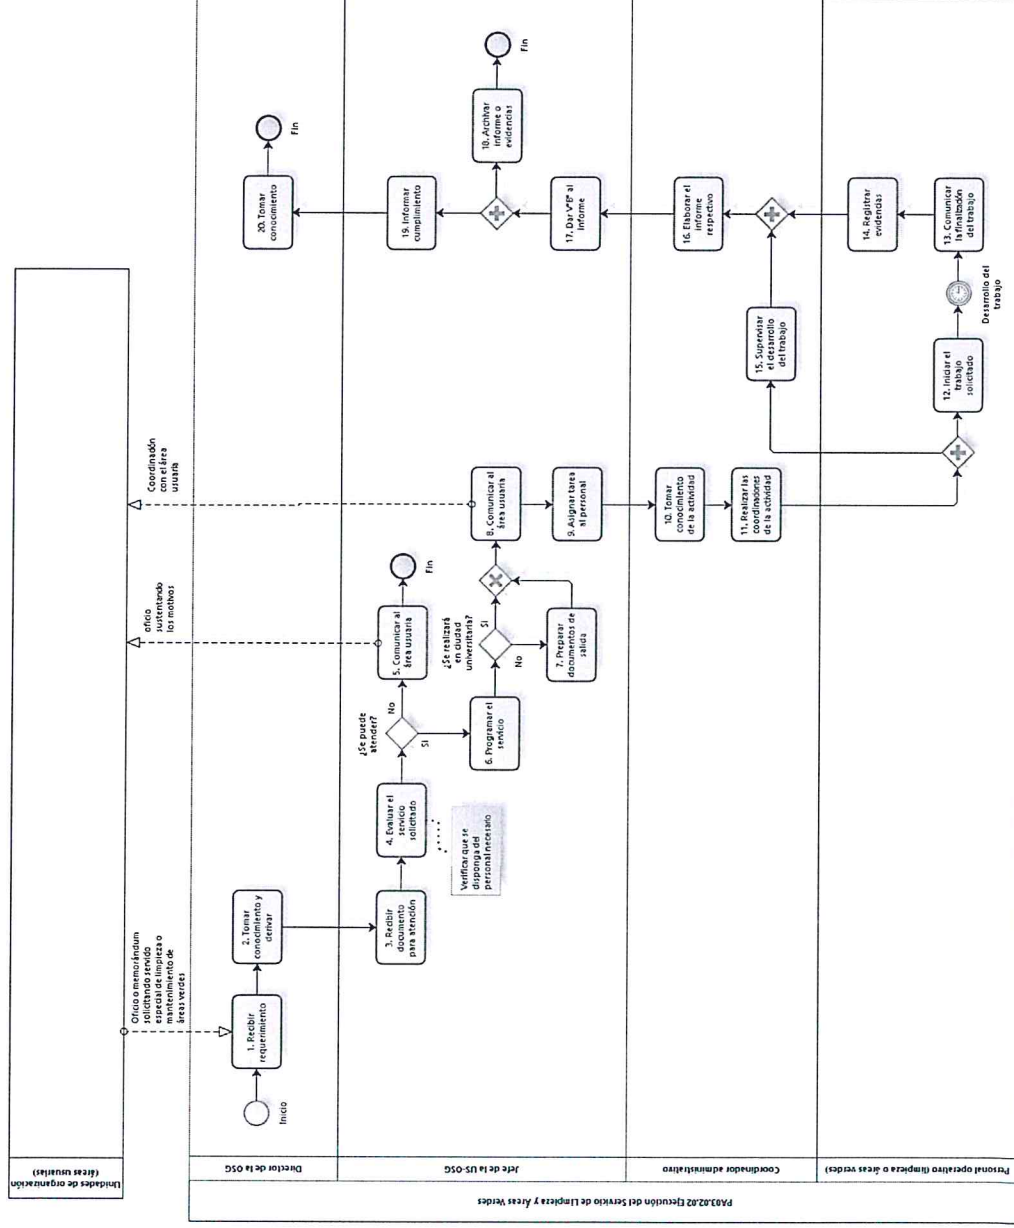 Unidades de organización
(áreas usuarias)
PA03.02.02 Ejecución del Servicio de Limpieza y Áreas Verdes
Director de la OSG
Jefe de la US-OSG
Coordinador administrativo
Personal operativo (limpieza o áreas verdes)
Inicio
Oficio o memorándum
solicitando servicio
especial de limpieza o
mantenimiento de
áreas verdes
1. Recibir
requerimiento
2. Tomar
conocimiento y
derivar
3. Recibir
documento
para atención
4. Evaluar el
servicio
solicitado
Verificar que se
disponga del
personal necesario
¿Se puede
atender?
No
Si
5. Comunicar al
área usuaria
Fin
oficio
sustentando
los motivos
6. Programar el
servicio
¿Se realizará
en ciudad
universitaria?
Si
No
7. Preparar
documentos de
salida
8. Comunicar al
área usuaria
Coordinación
con el área
usuaria
9. Asignar tarea
al personal
10. Tomar
conocimiento
de la actividad
11. Realizar las
coordinaciones
de la actividad
12. Iniciar el
trabajo
solicitado
Desarrollo del
trabajo
13. Comunicar
la finalización
del trabajo
14. Registrar
evidencias
15. Supervisar
el desarrollo
del trabajo
16. Elaborar el
informe
respectivo
17. Dar V°B° al
informe
18. Archivar
informe o
evidencias
Fin
19. Informar
cumplimiento
20. Tomar
conocimiento
Fin